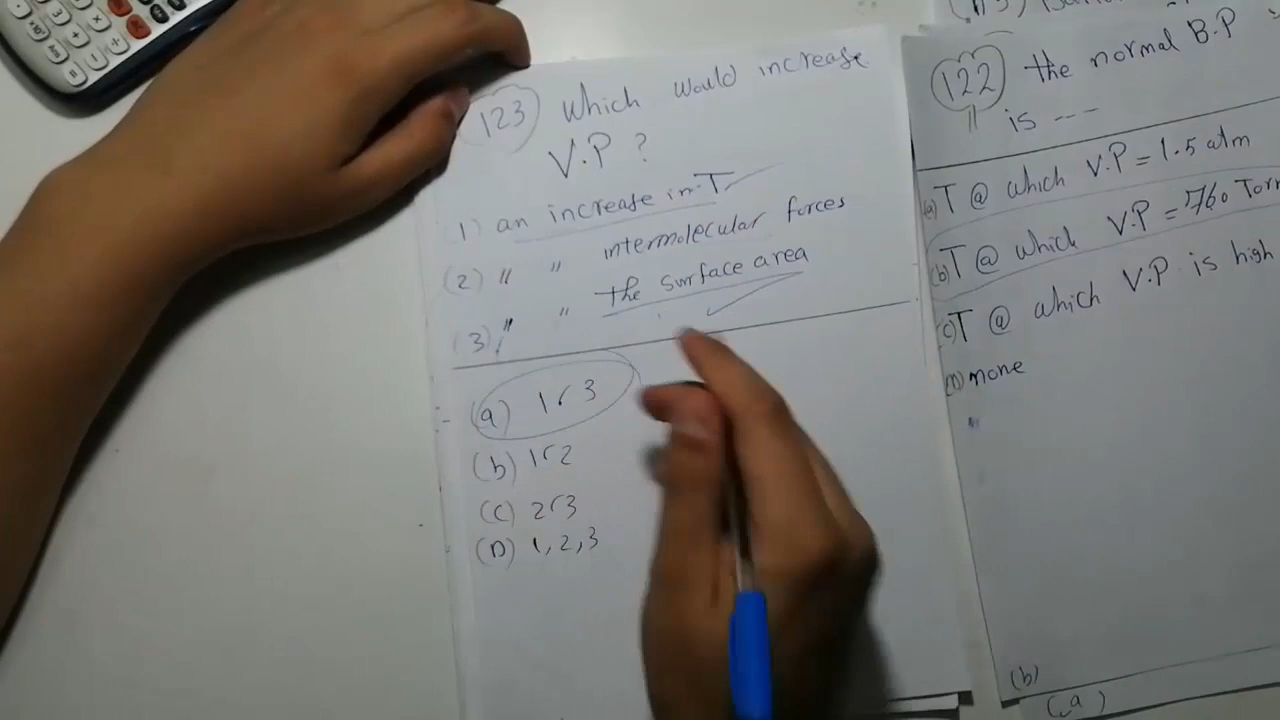 123 Which would increase
V.P ?
1) an increase in T
(2) " " intermolecular forces
(3) " " the surface area
(a) 1, 3
(b) 1, 2
(c) 2, 3
(D) 1, 2, 3
122 the normal B.P
is ---
(a) T @ which V.P = 1.5 atm
(b) T @ which V.P = 760 Torr
(c) T @ which V.P is high
(D) none
(b)
(a)